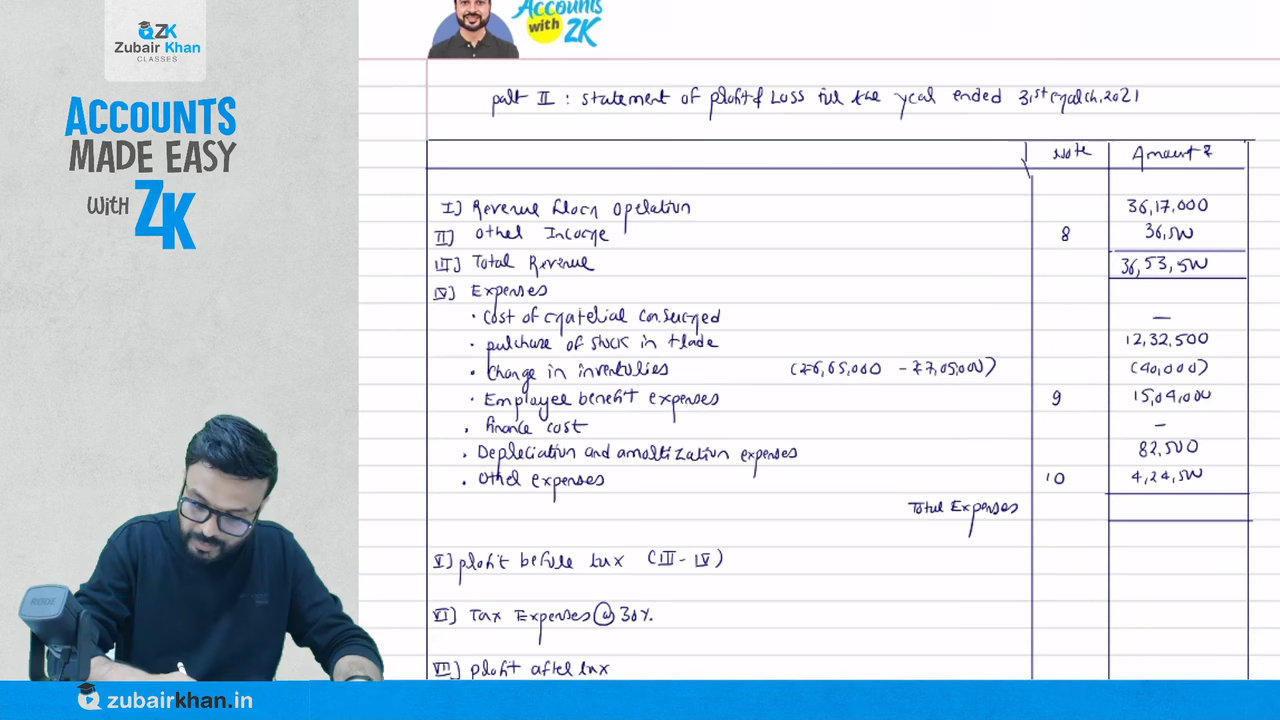 ZK
Zubair Khan
CLASSES
ACCOUNTS
MADE EASY
with ZK
Accounts
with ZK
part II : statement of profit & Loss for the year ended 31st March, 2021
Note Amount ₹
I) Revenue from operation 36,17,000
II) Other Income 8 36,500
III) Total Revenue 36,53,500
IV) Expenses
· Cost of material consumed —
· purchase of stock in trade 12,32,500
· Change in inventories (₹6,65,000 - ₹7,05,000) (40,000)
· Employee benefit expenses 9 15,04,000
· finance cost —
· Depreciation and amortization expenses 82,500
· Other expenses 10 4,24,500
Total Expenses
V) profit before tax (III - IV)
VI) Tax Expenses @ 30%.
VII) profit after tax
RODE
zubairkhan.in